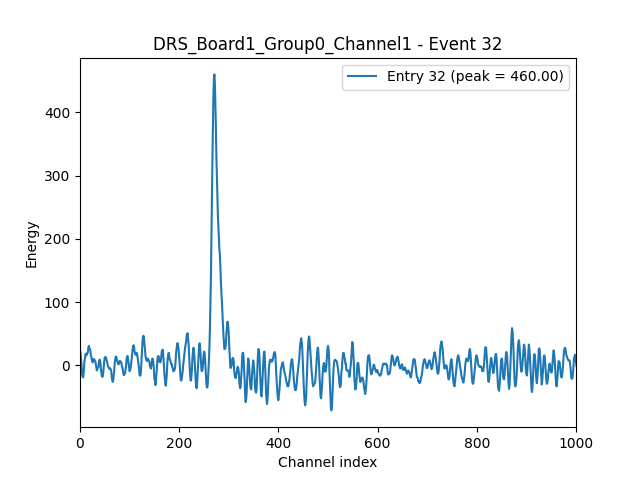 DRS_Board1_Group0_Channel1 - Event 32
Entry 32 (peak = 460.00)
400
300
200
100
0
Energy
0 200 400 600 800 1000
Channel index